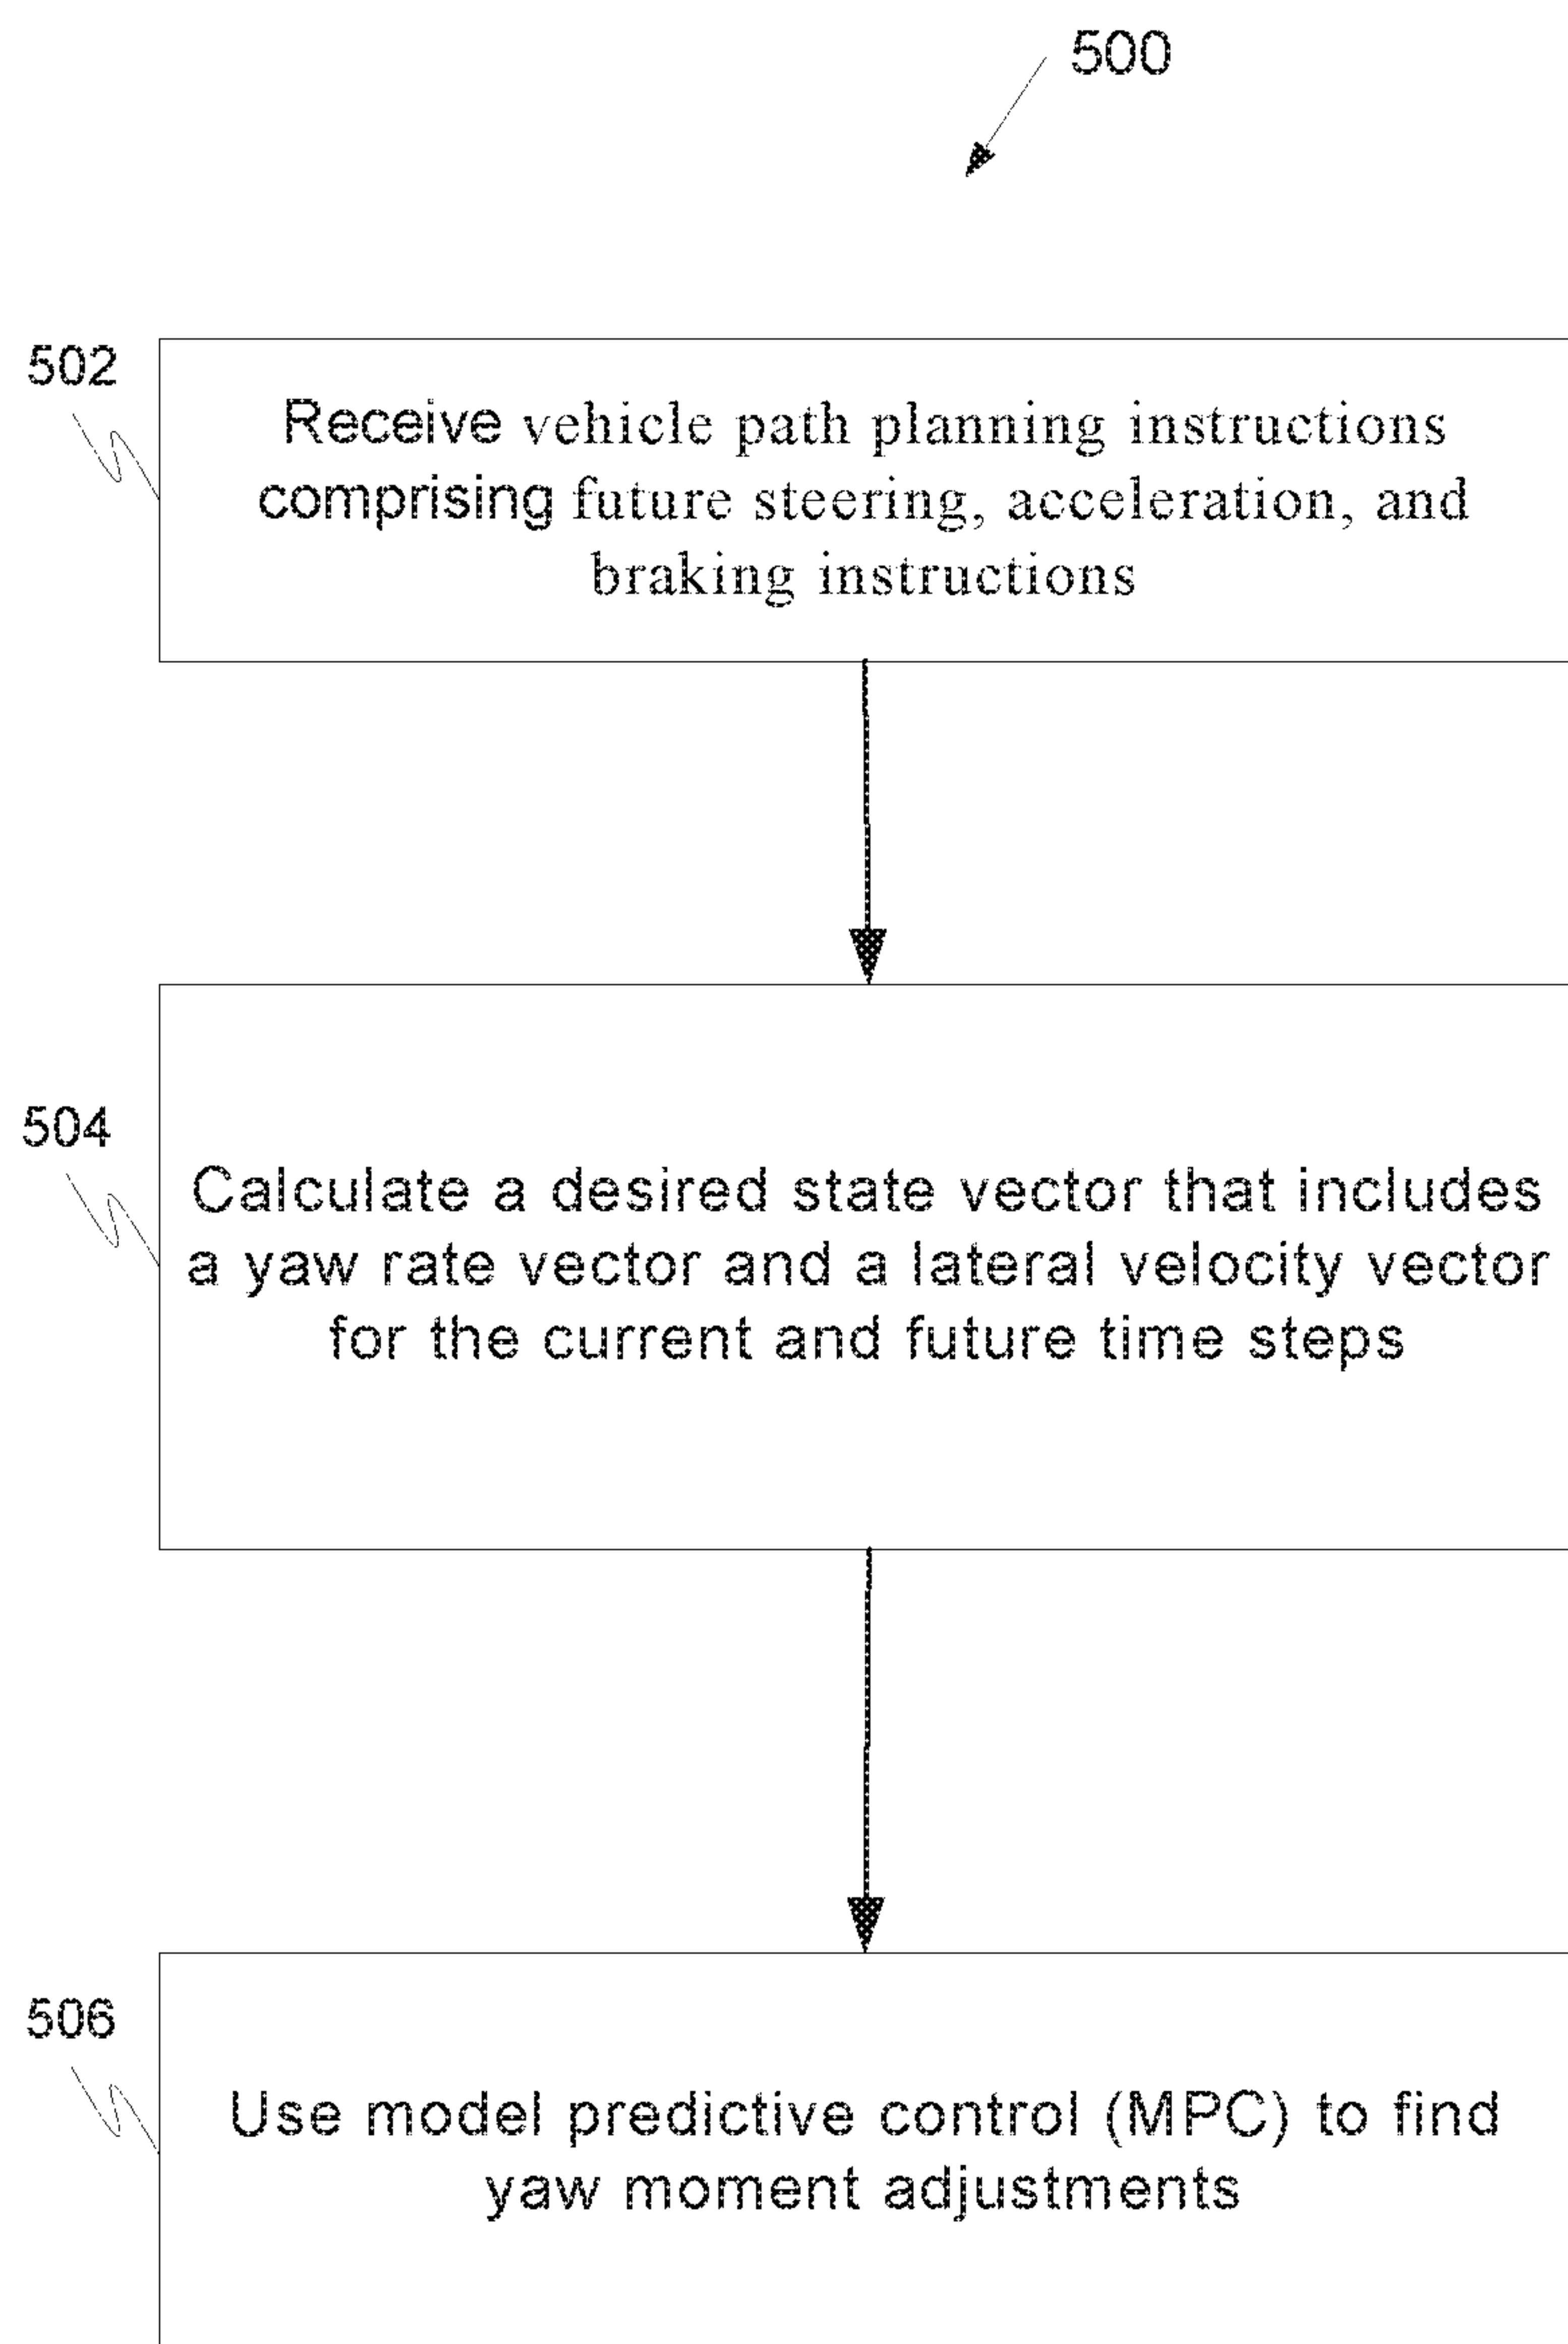 500
502
Receive vehicle path planning instructions
comprising future steering, acceleration, and
braking instructions
504
Calculate a desired state vector that includes
a yaw rate vector and a lateral velocity vector
for the current and future time steps
506
Use model predictive control (MPC) to find
yaw moment adjustments